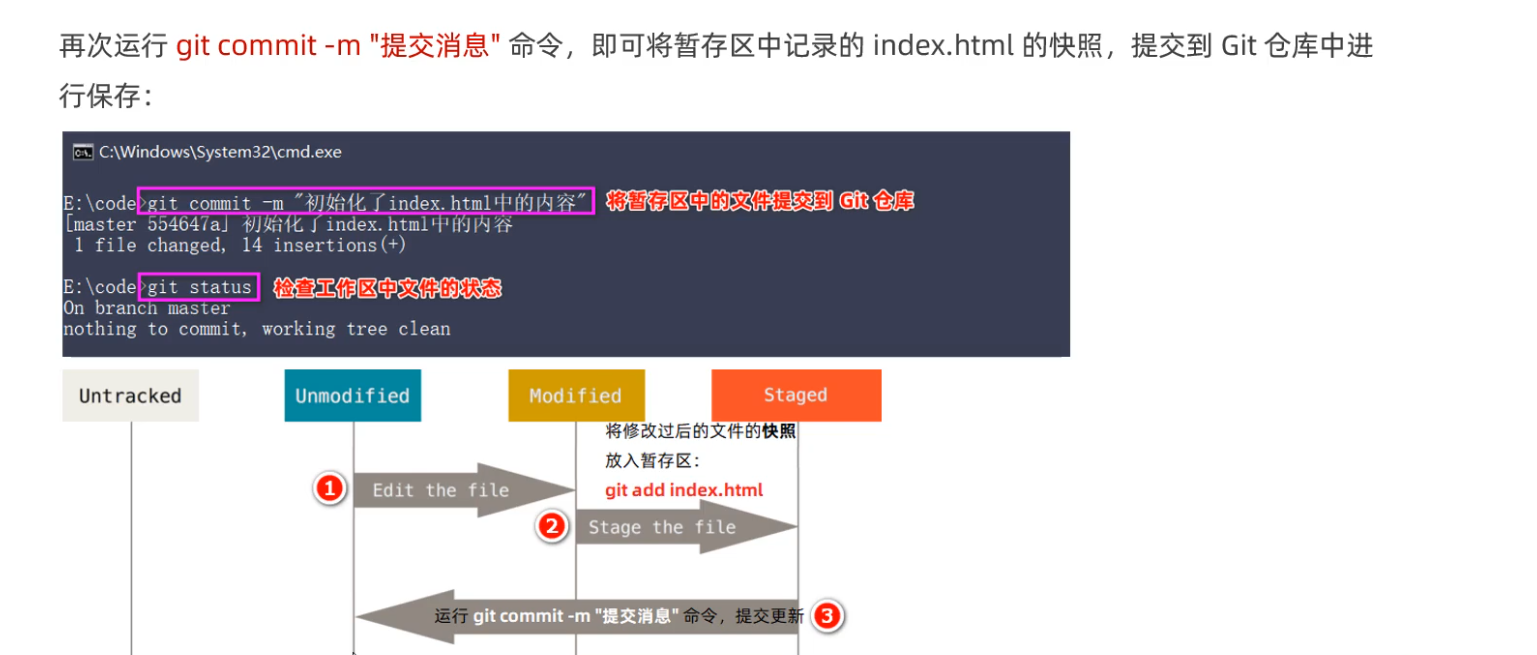 再次运行 git commit -m "提交消息" 命令，即可将暂存区中记录的 index.html 的快照，提交到 Git 仓库中进
行保存：
C:\Windows\System32\cmd.exe
E:\code>git commit -m "初始化了index.html中的内容" 将暂存区中的文件提交到 Git 仓库
[master 554647a] 初始化了index.html中的内容
1 file changed, 14 insertions(+)
E:\code>git status 检查工作区中文件的状态
On branch master
nothing to commit, working tree clean
Untracked Unmodified Modified Staged
将修改过后的文件的快照
放入暂存区：
git add index.html
1 Edit the file
2 Stage the file
运行 git commit -m "提交消息" 命令，提交更新 3